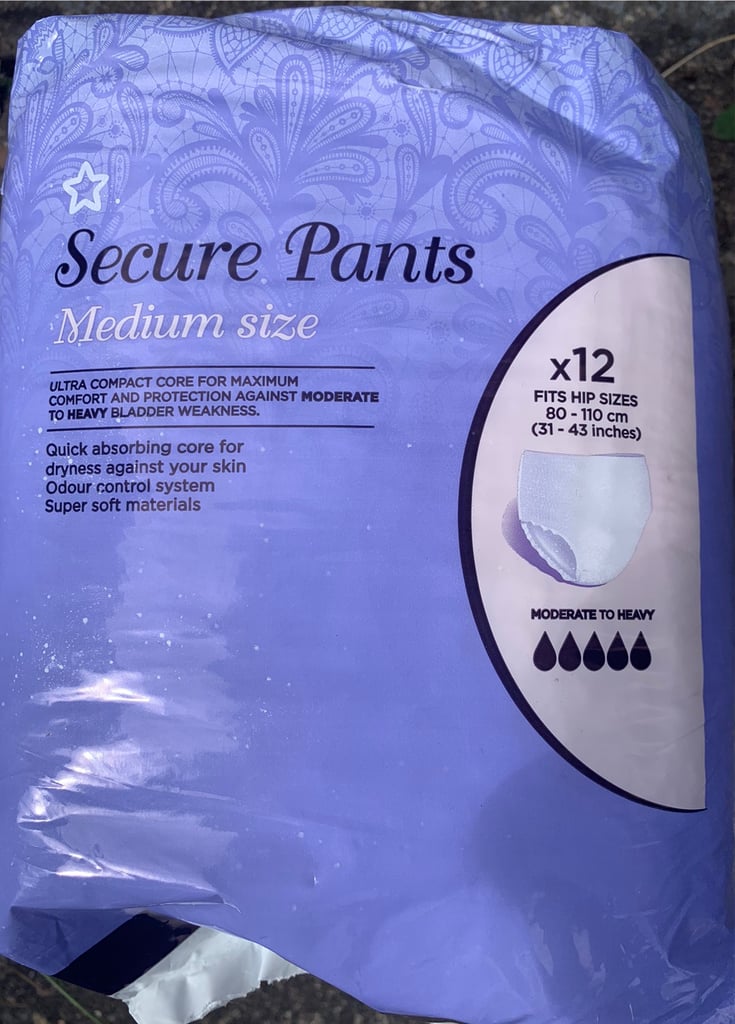 Secure Pants
Medium size
ULTRA COMPACT CORE FOR MAXIMUM
COMFORT AND PROTECTION AGAINST MODERATE
TO HEAVY BLADDER WEAKNESS.
Quick absorbing core for
dryness against your skin
Odour control system
Super soft materials
x12
FITS HIP SIZES
80 - 110 cm
(31 - 43 inches)
MODERATE TO HEAVY